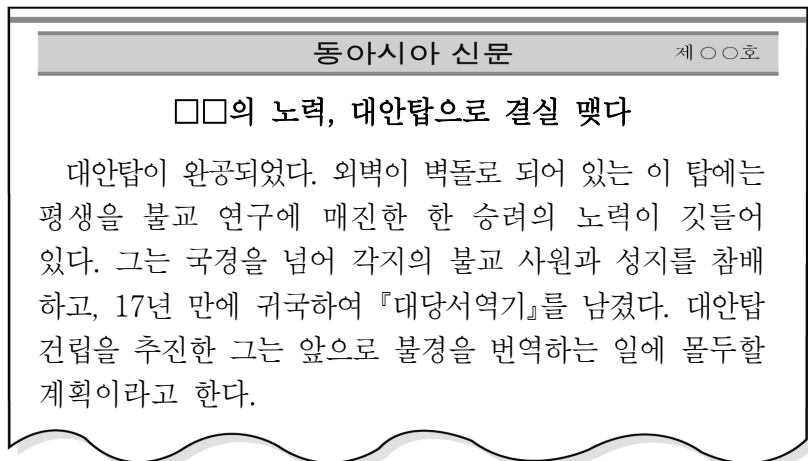 동아시아 신문 제○○호
□□의 노력, 대안탑으로 결실 맺다
대안탑이 완공되었다. 외벽이 벽돌로 되어 있는 이 탑에는
평생을 불교 연구에 매진한 한 승려의 노력이 깃들어
있다. 그는 국경을 넘어 각지의 불교 사원과 성지를 참배
하고, 17년 만에 귀국하여 『대당서역기』를 남겼다. 대안탑
건립을 추진한 그는 앞으로 불경을 번역하는 일에 몰두할
계획이라고 한다.